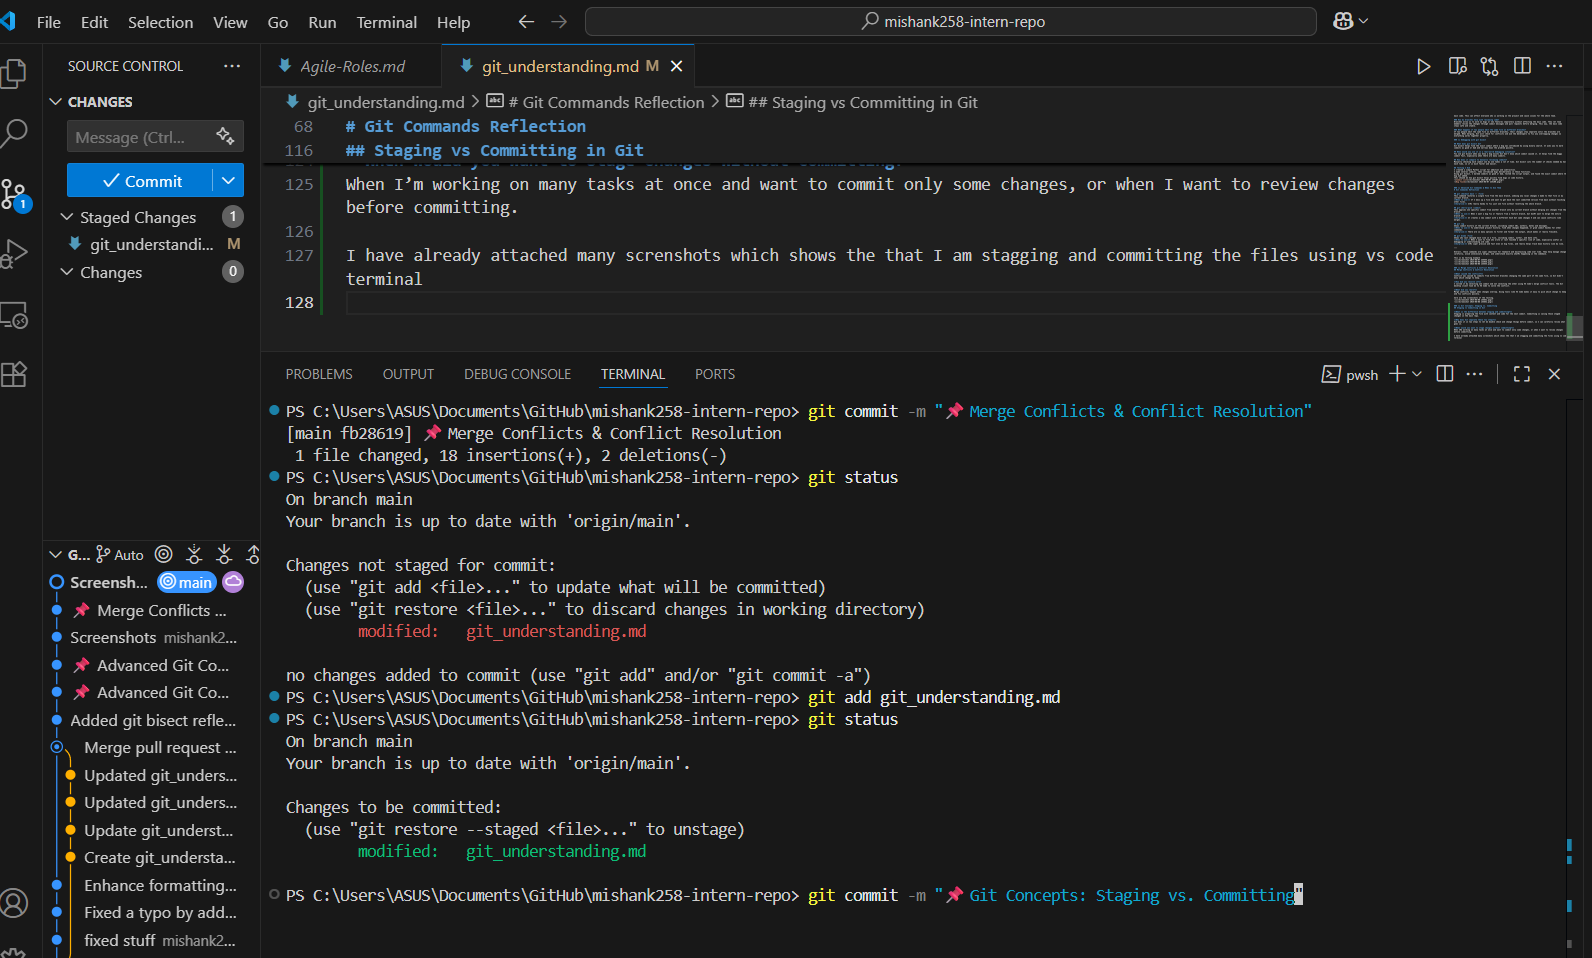 File Edit Selection View Go Run Terminal Help
mishank258-intern-repo
SOURCE CONTROL
CHANGES
Message (Ctrl...
Commit
Staged Changes 1
git_understandi... M
Changes 0
G... Auto
Screensh... main
Merge Conflicts ...
Screenshots mishank2...
Advanced Git Co...
Advanced Git Co...
Added git bisect refle...
Merge pull request ...
Updated git_unders...
Updated git_unders...
Update git_underst...
Create git_understa...
Enhance formatting...
Fixed a typo by add...
fixed stuff mishank2...
1
Agile-Roles.md
git_understanding.md M
git_understanding.md > # Git Commands Reflection > ## Staging vs Committing in Git
68 # Git Commands Reflection
116 ## Staging vs Committing in Git
125 When I’m working on many tasks at once and want to commit only some changes, or when I want to review changes
before committing.
126
127 I have already attached many screnshots which shows the that I am stagging and committing the files using vs code
terminal
128
PROBLEMS OUTPUT DEBUG CONSOLE TERMINAL PORTS
pwsh
PS C:\Users\ASUS\Documents\GitHub\mishank258-intern-repo> git commit -m "📌 Merge Conflicts & Conflict Resolution"
[main fb28619] 📌 Merge Conflicts & Conflict Resolution
1 file changed, 18 insertions(+), 2 deletions(-)
PS C:\Users\ASUS\Documents\GitHub\mishank258-intern-repo> git status
On branch main
Your branch is up to date with 'origin/main'.
Changes not staged for commit:
(use "git add <file>..." to update what will be committed)
(use "git restore <file>..." to discard changes in working directory)
modified: git_understanding.md
no changes added to commit (use "git add" and/or "git commit -a")
PS C:\Users\ASUS\Documents\GitHub\mishank258-intern-repo> git add git_understanding.md
PS C:\Users\ASUS\Documents\GitHub\mishank258-intern-repo> git status
On branch main
Your branch is up to date with 'origin/main'.
Changes to be committed:
(use "git restore --staged <file>..." to unstage)
modified: git_understanding.md
PS C:\Users\ASUS\Documents\GitHub\mishank258-intern-repo> git commit -m "📌 Git Concepts: Staging vs. Committing"